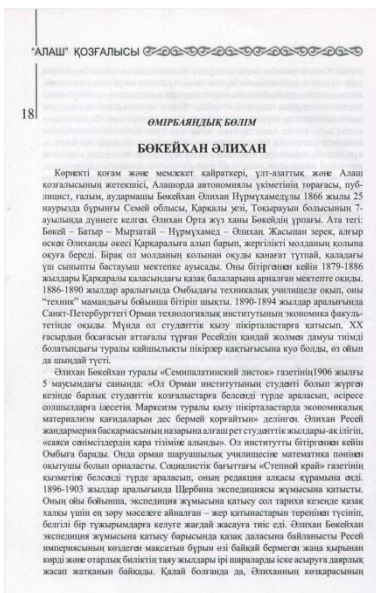 "АЛАШ" ҚОЗҒАЛЫСЫ
18
ӨМІРБАЯНДЫҚ БӨЛІМ
БӨКЕЙХАН ӘЛИХАН
Көрнекті қоғам және мемлекет қайраткері, ұлт-азаттық және Алаш
қозғалысының жетекшісі, Алашорда автономиялы үкіметінің төрағасы, пуб-
лицист, ғалым, аудармашы Бөкейхан Әлихан Нұрмұхамедұлы 1866 жылы 25
наурызда бұрынғы Семей облысы, Қарқалы уезі, Тоқырауын болысының 7-
ауылында дүниеге келген. Әлихан Орта жүз ханы Бөкейдің ұрпағы. Ата тегі:
Бөкей – Батыр – Мырзатай – Нұрмұхамед – Әлихан. Жасынан зерек, алғыр
өскен Әлиханды әкесі Қарқаралыға алып барып, жергілікті молданың қолына
оқуға береді. Бірақ ол молданың қолынан оқуды қанағат тұтпай, қаладағы
үш сыныпты бастауыш мектепке ауысады. Оны бітіргеннен кейін 1879-1886
жылдары Қарқаралы қаласындағы қазақ балаларына арналған мектепте оқиды.
1886-1890 жылдар аралығында Омбыдағы техникалық училищеде оқып, оны
"техник" мамандығы бойынша бітіріп шықты. 1890-1894 жылдар аралығында
Санкт-Петербургтегі Орман технологиялық институтының экономика факуль-
тетінде оқыды. Мұнда ол студенттік қызу пікірталастарға қатысып, ХХ
ғасырдың босағасын аттағалы тұрған Ресейдің қандай жолмен дамуы тиімді
болатындығы туралы қайшылықты пікірлер қақтығысына куә болды, өз ойын
да шыңдай түсті.
Әлихан Бөкейхан туралы «Семипалатинский листок» газетінің 1906 жылғы
5 маусымдағы санында: «Ол Орман институтының студенті болып жүрген
кезінде барлық студенттік қозғалыстарға белсенді түрде араласып, әсіресе
солшылдарға ілесетін. Марксизм туралы қызу пікірталастарда экономикалық
материализм қағидаларын дес бермей қорғайтын» делінген. Әлихан Ресей
жандармерия басқармасының назарына алғаш рет студенттік жылдары-ақ ілігіп,
«саяси сенімсіздердің қара тізіміне алынды». Ол институтты бітіргеннен кейін
Омбыға барады. Онда орман шаруашылық училищесіне математика пәнінен
оқытушы болып орналасты. Социалистік бағыттағы «Степной край» газетінің
қызметіне белсенді түрде араласып, оның редакция алқасы құрамына енді.
1896-1903 жылдар аралығында Щербина экспедициясы жұмысына қатысты.
Оның ойы бойынша, экспедиция жұмысына қатысу сол тарихи кезеңде қазақ
халқы үшін ең зәру мәселеге айналған – жер қатынастарын тереңінен түсініп,
белгілі бір тұжырымдарға келуге жағдай жасауға тиіс еді. Әлихан Бөкейхан
экспедиция жұмысына қатысу барысында қазақ даласына байланысты Ресей
империясының көздеген мақсатын бұрын өзі байқай бермеген жаңа қырынан
көрді және отарлық биліктің таяу жылдары ірі шараларды іске асыруға даярлық
жасап жатқанын байқады. Қалай болғанда да, Әлиханның көзқарасының